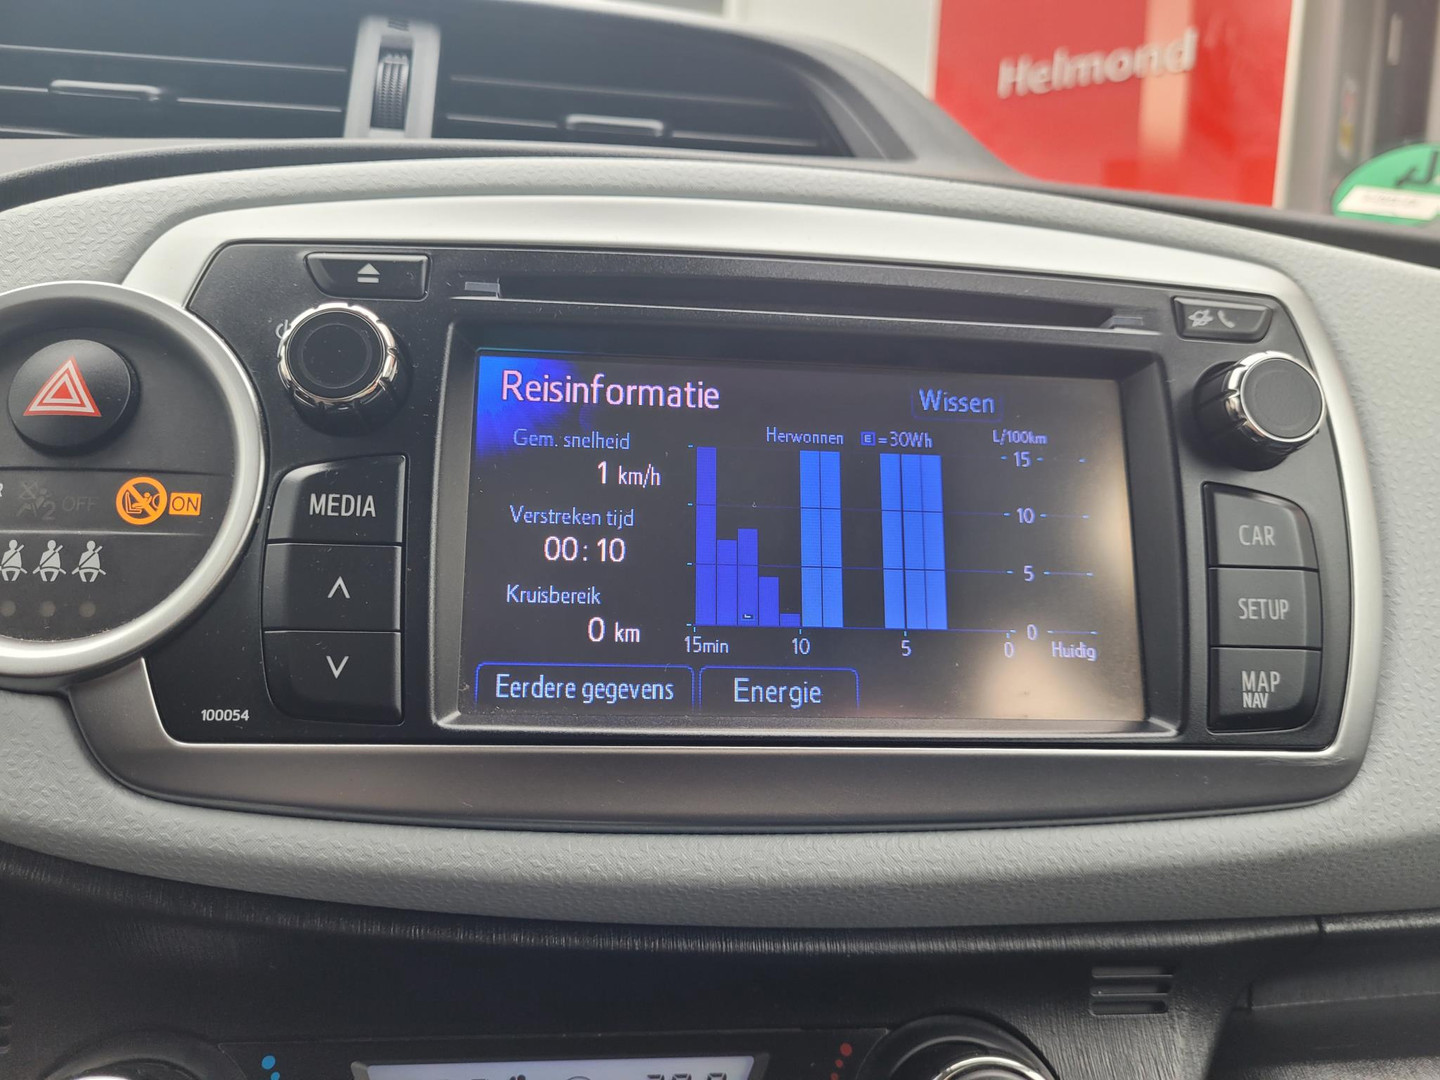 Helmond
Reisinformatie
Wissen
Gem. snelheid
1 km/h
Verstreken tijd
00:10
Kruisbereik
0 km
Herwonnen E = 30Wh
L/100km
15
10
5
0
15min 10 5 0 Huidig
Eerdere gegevens
Energie
MEDIA
100054
CAR
SETUP
MAP
NAV
2 OFF
ON